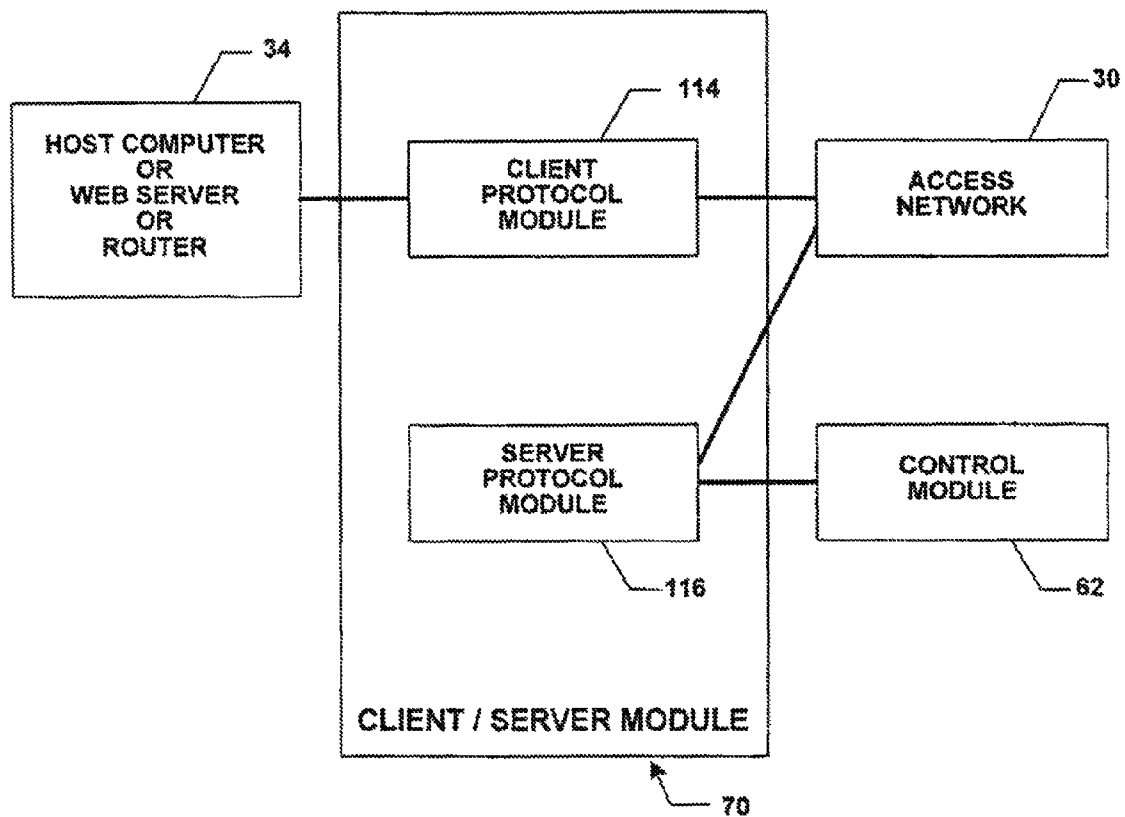 34
HOST COMPUTER
OR
WEB SERVER
OR
ROUTER
114
CLIENT
PROTOCOL
MODULE
30
ACCESS
NETWORK
SERVER
PROTOCOL
MODULE
116
CONTROL
MODULE
62
CLIENT / SERVER MODULE
70